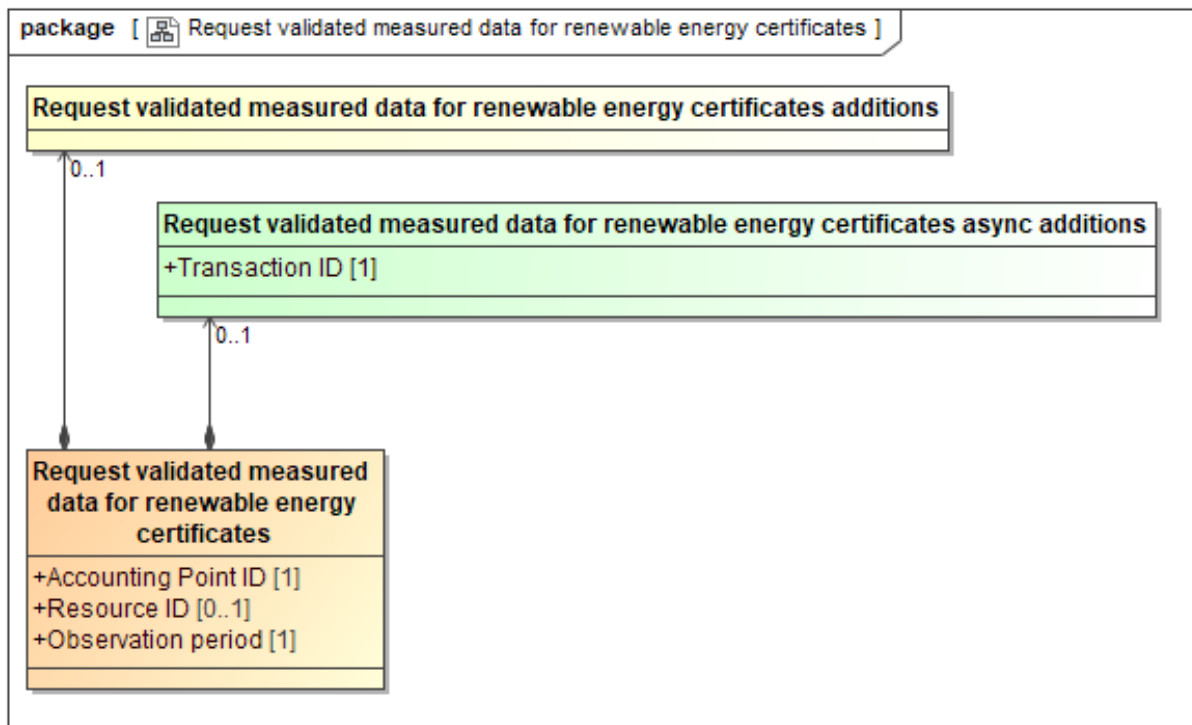 package [ Request validated measured data for renewable energy certificates ]
Request validated measured data for renewable energy certificates additions
0..1
Request validated measured data for renewable energy certificates async additions
+Transaction ID [1]
0..1
Request validated measured
data for renewable energy
certificates
+Accounting Point ID [1]
+Resource ID [0..1]
+Observation period [1]